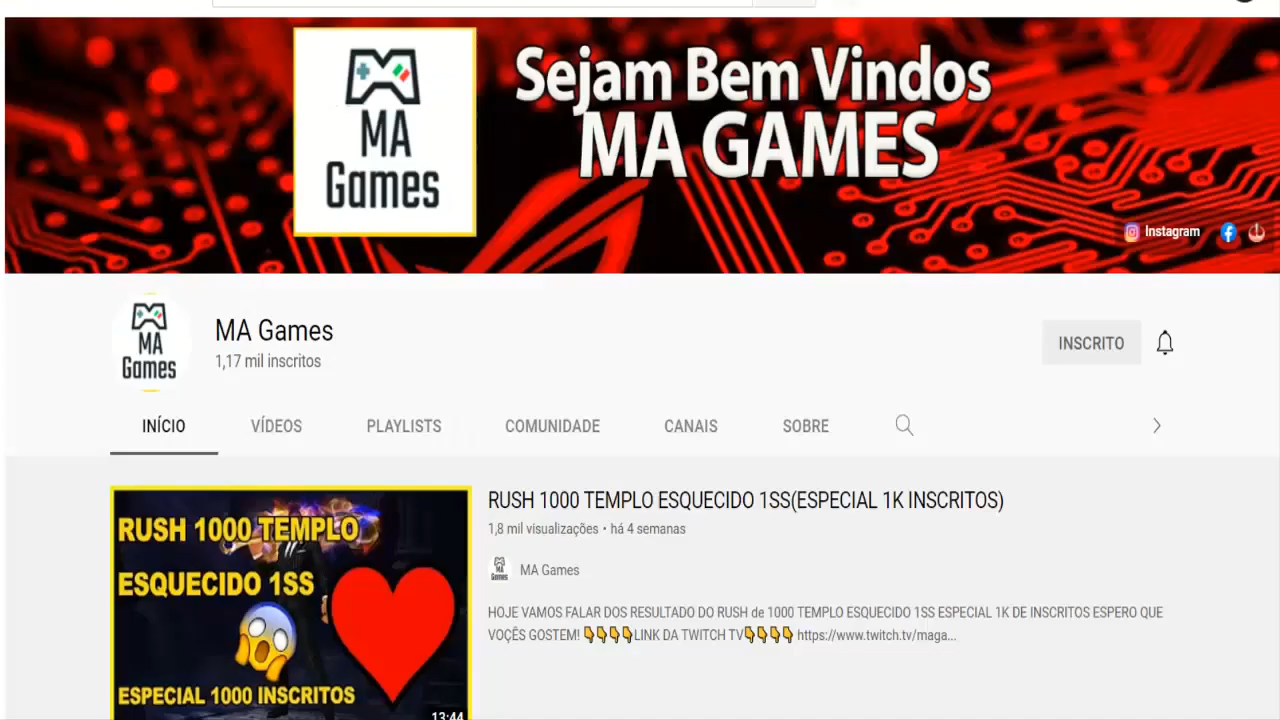 MA
Games
Sejam Bem Vindos
MA GAMES
Instagram
MA
Games
MA Games
1,17 mil inscritos
INSCRITO
INÍCIO
VÍDEOS
PLAYLISTS
COMUNIDADE
CANAIS
SOBRE
RUSH 1000 TEMPLO
ESQUECIDO 1SS
ESPECIAL 1000 INSCRITOS
13:44
RUSH 1000 TEMPLO ESQUECIDO 1SS(ESPECIAL 1K INSCRITOS)
1,8 mil visualizações • há 4 semanas
MA
Games
MA Games
HOJE VAMOS FALAR DOS RESULTADO DO RUSH de 1000 TEMPLO ESQUECIDO 1SS ESPECIAL 1K DE INSCRITOS ESPERO QUE
VOÇÊS GOSTEM! 👇👇👇👇LINK DA TWITCH TV👇👇👇👇 https://www.twitch.tv/maga...